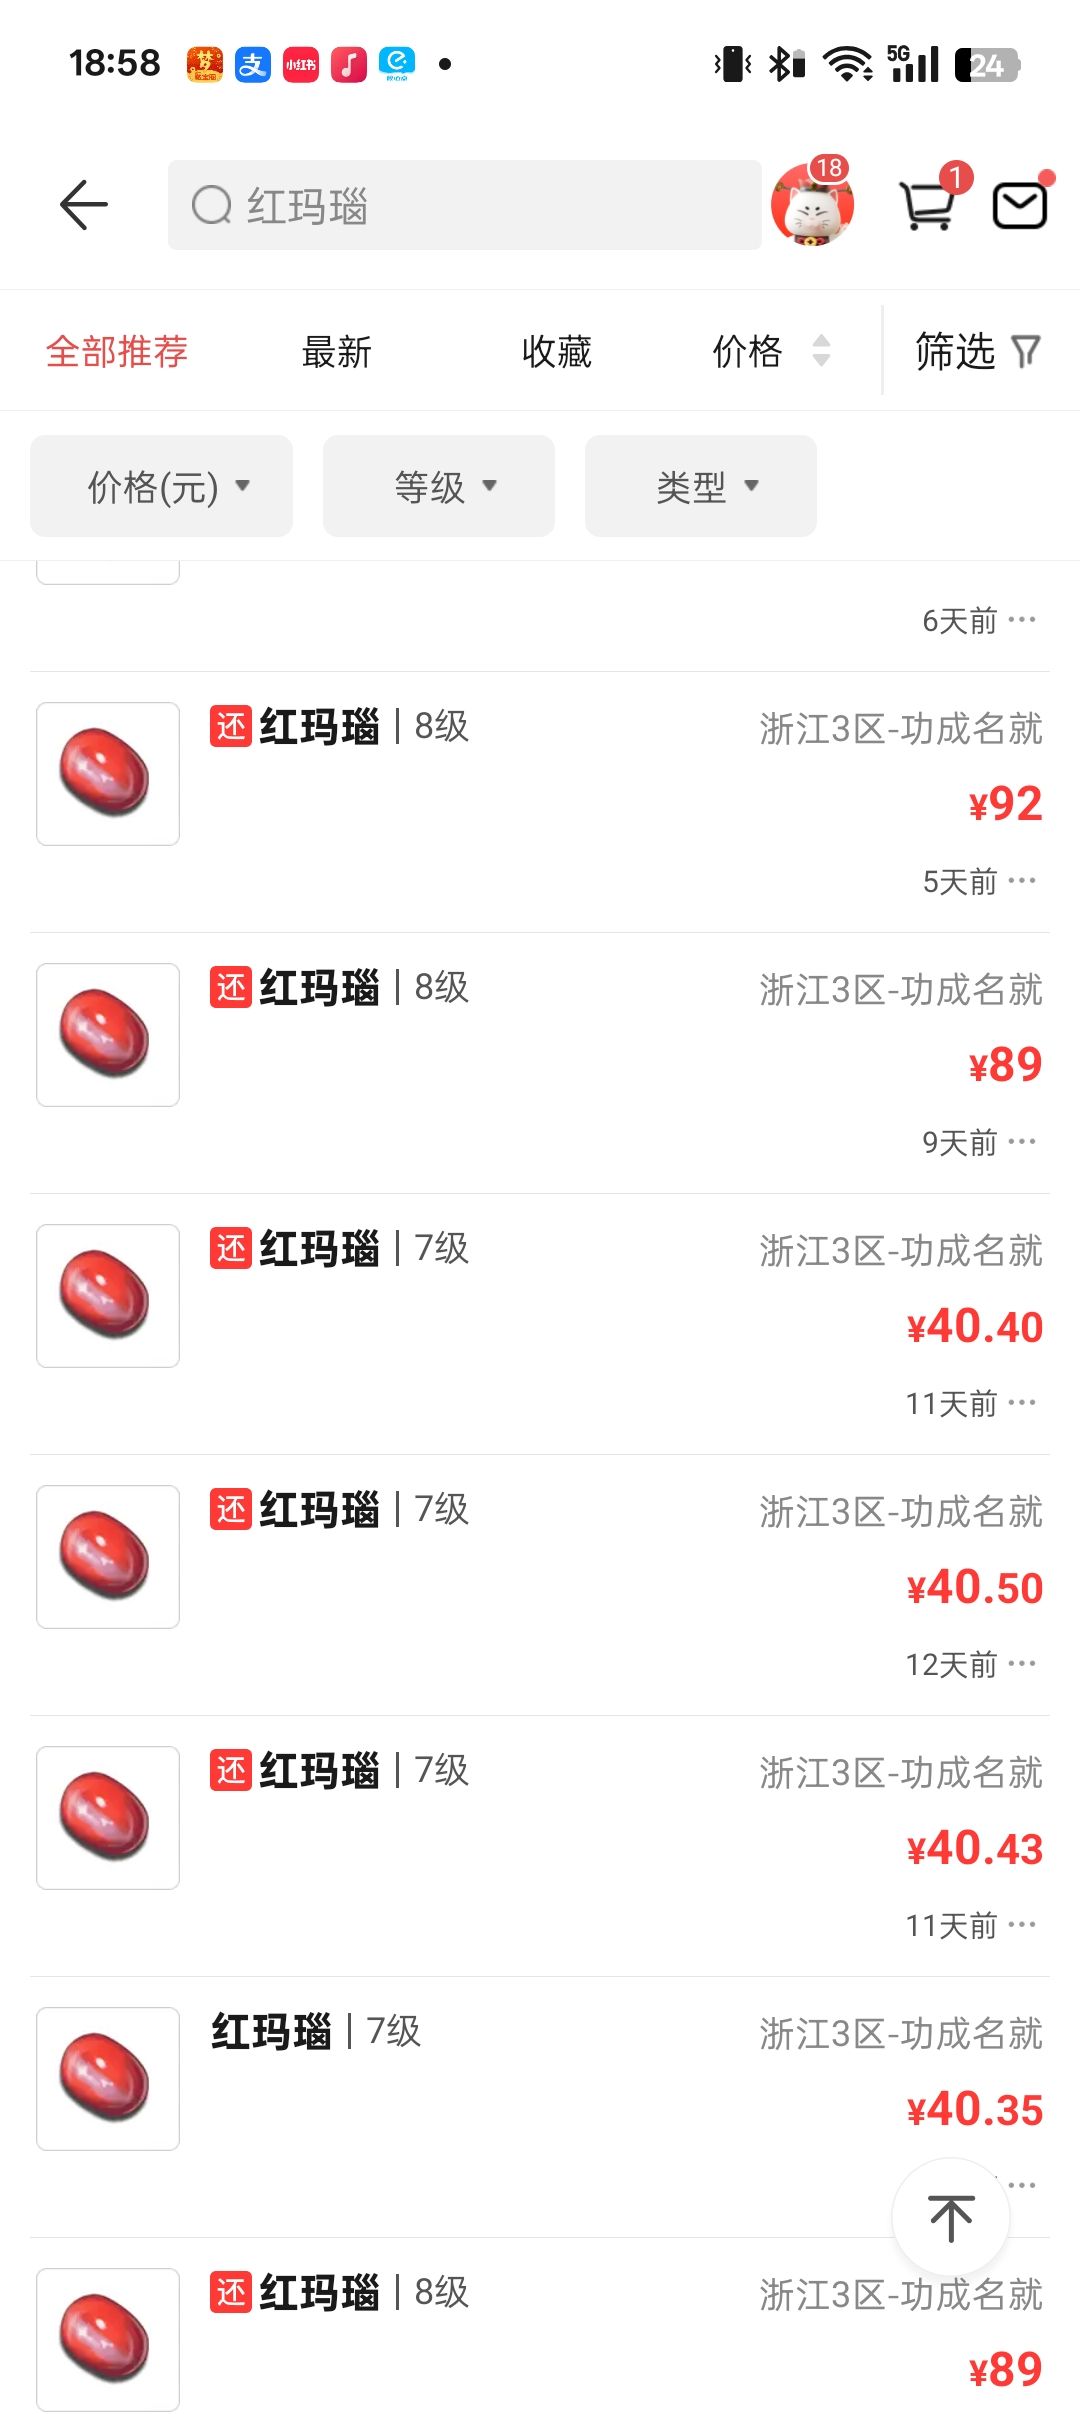 18:58
梦
支
小红书
5G
24
红玛瑙
18
1
全部推荐
最新
收藏
价格
筛选
价格(元)
等级
类型
6天前 ···
还 红玛瑙 | 8级
浙江3区-功成名就
¥92
5天前 ···
还 红玛瑙 | 8级
浙江3区-功成名就
¥89
9天前 ···
还 红玛瑙 | 7级
浙江3区-功成名就
¥40.40
11天前 ···
还 红玛瑙 | 7级
浙江3区-功成名就
¥40.50
12天前 ···
还 红玛瑙 | 7级
浙江3区-功成名就
¥40.43
11天前 ···
红玛瑙 | 7级
浙江3区-功成名就
¥40.35
···
还 红玛瑙 | 8级
浙江3区-功成名就
¥89